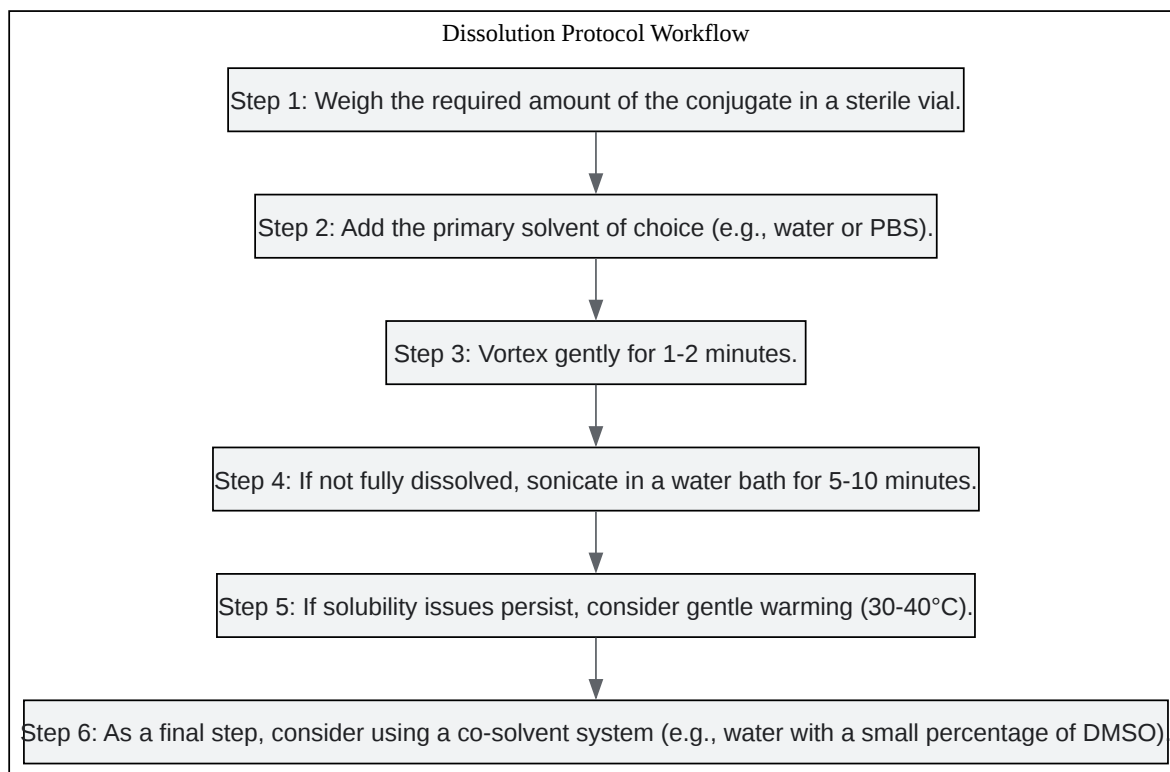 Dissolution Protocol Workflow
Step 1: Weigh the required amount of the conjugate in a sterile vial.
Step 2: Add the primary solvent of choice (e.g., water or PBS).
Step 3: Vortex gently for 1-2 minutes.
Step 4: If not fully dissolved, sonicate in a water bath for 5-10 minutes.
Step 5: If solubility issues persist, consider gentle warming (30-40°C).
Step 6: As a final step, consider using a co-solvent system (e.g., water with a small percentage of DMSO).